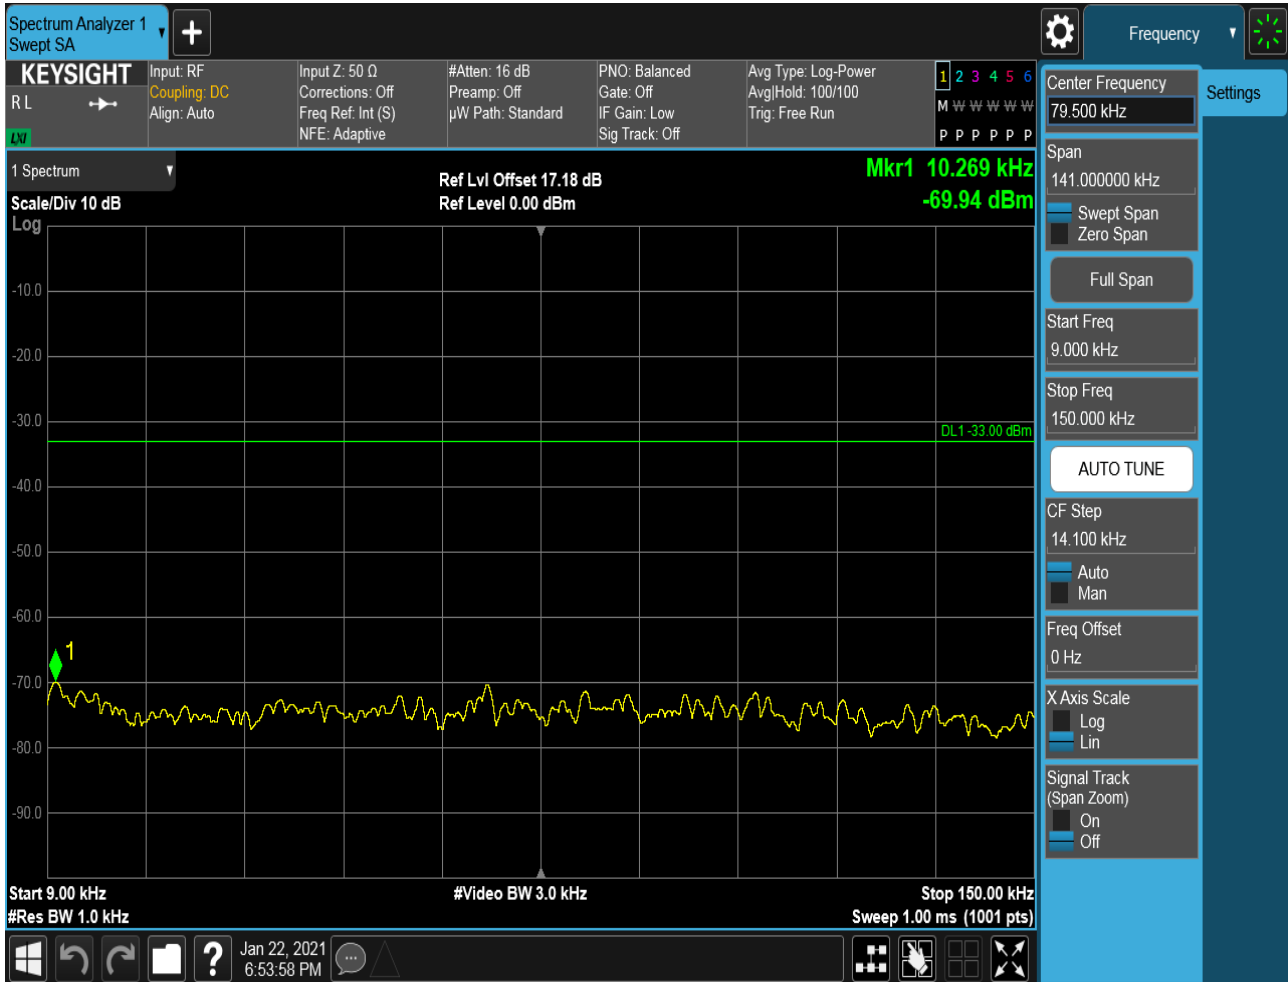 Spectrum Analyzer 1
Swept SA
Frequency
KEYSIGHT
R L
LXI
Input: RF
Coupling: DC
Align: Auto
Input Z: 50 Ω
Corrections: Off
Freq Ref: Int (S)
NFE: Adaptive
#Atten: 16 dB
Preamp: Off
µW Path: Standard
PNO: Balanced
Gate: Off
IF Gain: Low
Sig Track: Off
Avg Type: Log-Power
Avg|Hold: 100/100
Trig: Free Run
1 2 3 4 5 6
M W W W W W
P P P P P P
1 Spectrum
Scale/Div 10 dB
Log
Ref Lvl Offset 17.18 dB
Ref Level 0.00 dBm
Mkr1 10.269 kHz
-69.94 dBm
-10.0
-20.0
-30.0
DL1 -33.00 dBm
-40.0
-50.0
-60.0
1
-70.0
-80.0
-90.0
Start 9.00 kHz
#Video BW 3.0 kHz
Stop 150.00 kHz
#Res BW 1.0 kHz
Sweep 1.00 ms (1001 pts)
?
Jan 22, 2021
6:53:58 PM
Center Frequency
79.500 kHz
Settings
Span
141.000000 kHz
Swept Span
Zero Span
Full Span
Start Freq
9.000 kHz
Stop Freq
150.000 kHz
AUTO TUNE
CF Step
14.100 kHz
Auto
Man
Freq Offset
0 Hz
X Axis Scale
Log
Lin
Signal Track
(Span Zoom)
On
Off